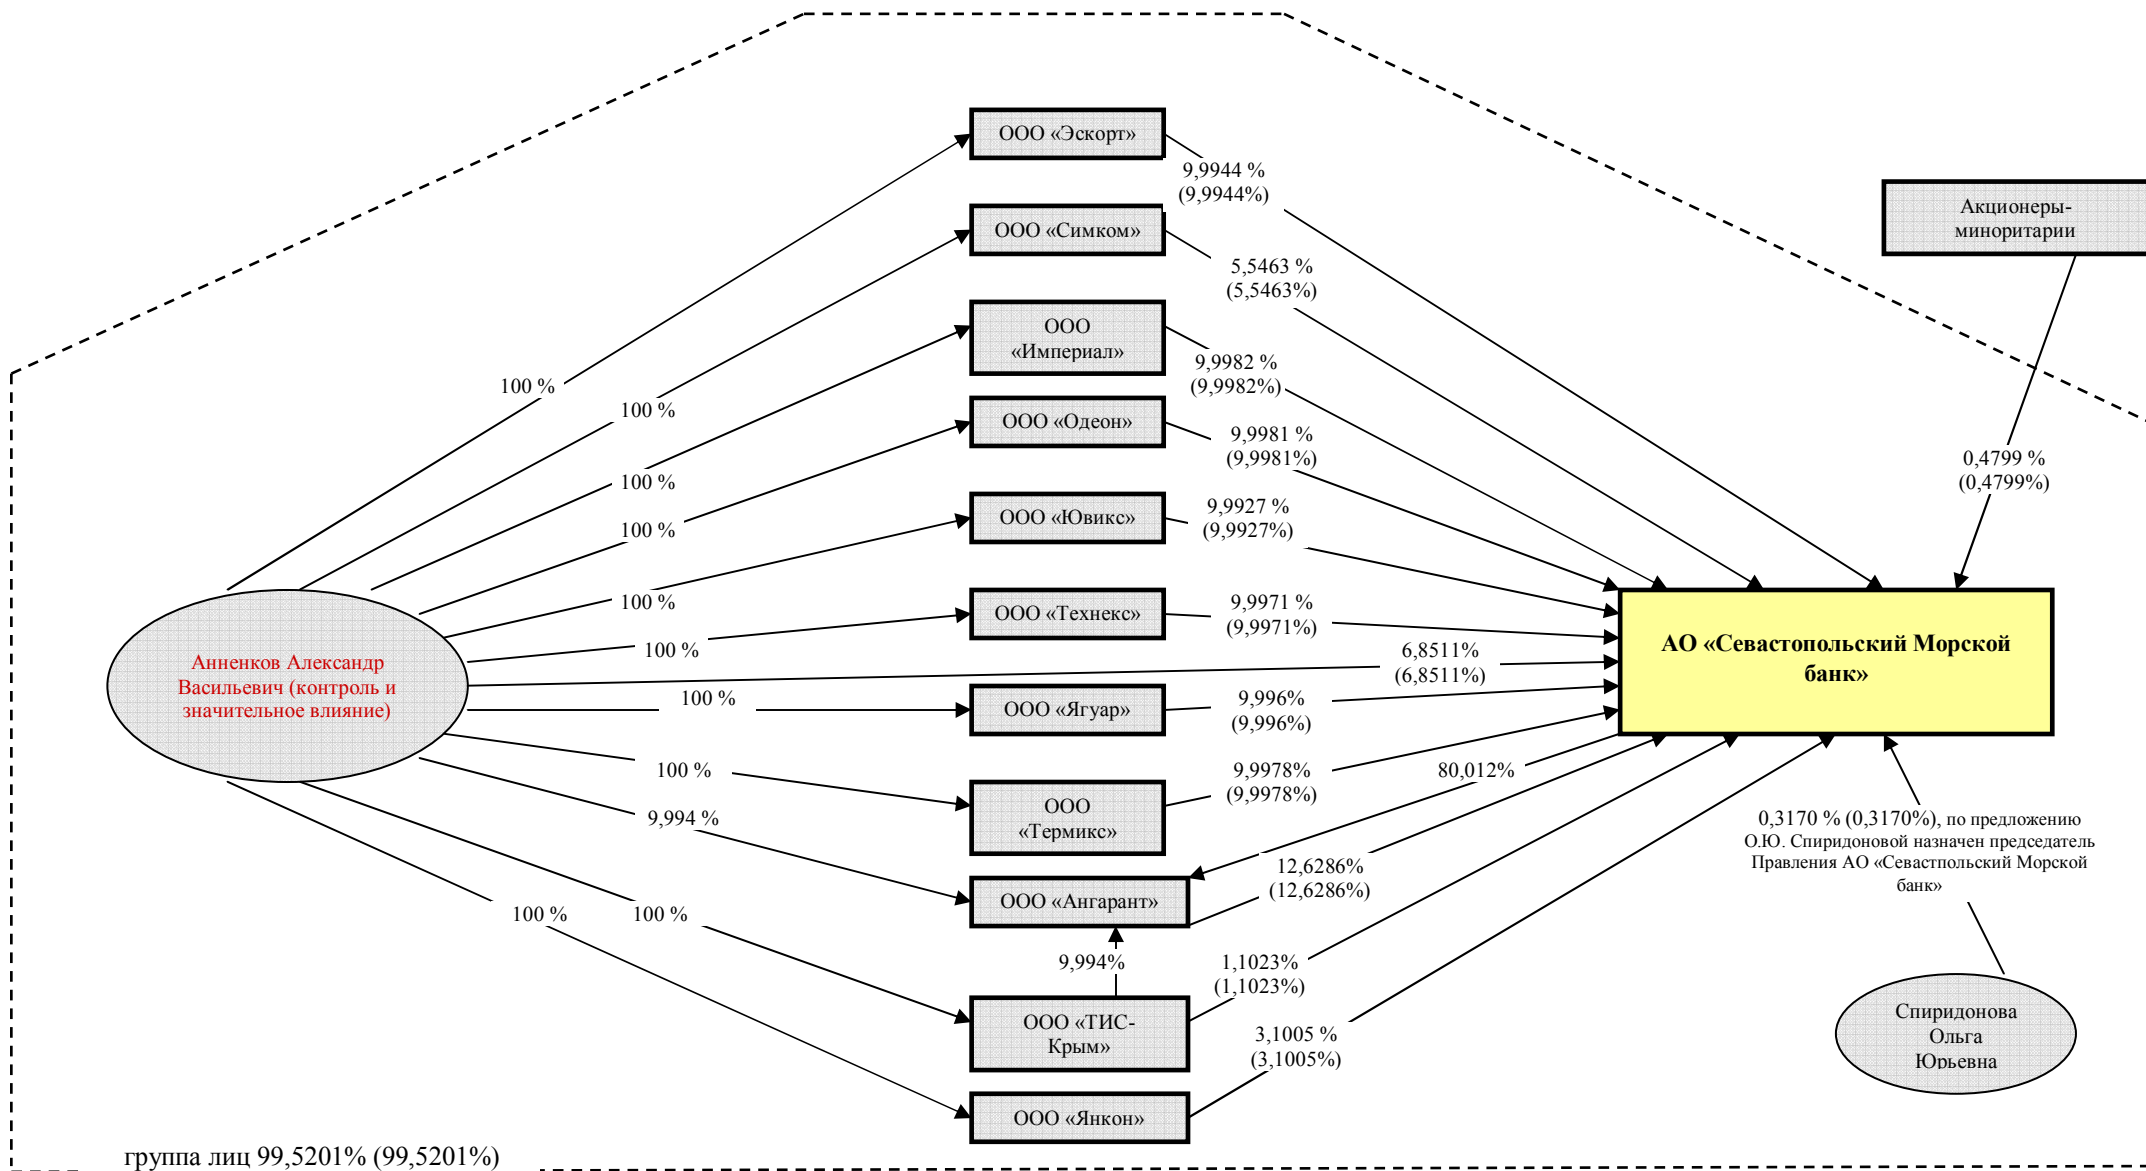 ООО «Эскорт»
9,9944 %
(9,9944%)
Акционеры-
миноритарии
ООО «Симком»
5,5463 %
(5,5463%)
ООО
«Империал»
9,9982 %
(9,9982%)
100 %
100 %
ООО «Одеон»
9,9981 %
(9,9981%)
0,4799 %
(0,4799%)
100 %
ООО «Ювикс»
9,9927 %
(9,9927%)
100 %
100 %
ООО «Технекс»
9,9971 %
(9,9971%)
100 %
6,8511%
(6,8511%)
АО «Севастопольский Морской
банк»
Анненков Александр
Васильевич (контроль и
значительное влияние)
100 %
ООО «Ягуар»
9,996%
(9,996%)
100 %
ООО
«Термикс»
9,9978%
(9,9978%)
80,012%
9,994 %
0,3170 % (0,3170%), по предложению
О.Ю. Спиридоновой назначен председатель
Правления АО «Севастпольский Морской
банк»
12,6286%
(12,6286%)
ООО «Ангарант»
100 %
100 %
9,994%
1,1023%
(1,1023%)
ООО «ТИС-
Крым»
3,1005 %
(3,1005%)
Спиридонова
Ольга
Юрьевна
ООО «Янкон»
группа лиц 99,5201% (99,5201%)